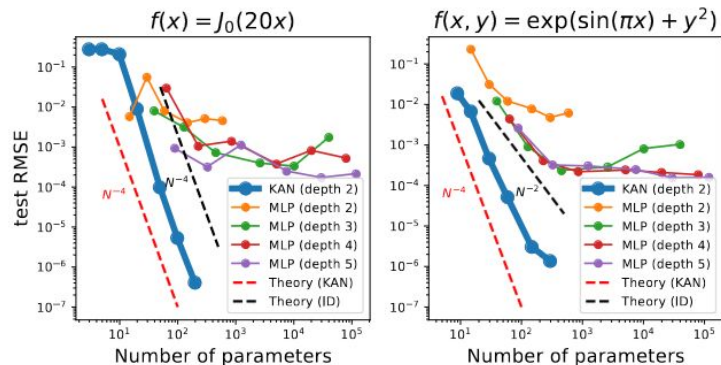 f(x) = J₀(20x)
test RMSE
10⁻¹
10⁻²
10⁻³
10⁻⁴
10⁻⁵
10⁻⁶
10⁻⁷
N⁻⁴
N⁻⁴
KAN (depth 2)
MLP (depth 2)
MLP (depth 3)
MLP (depth 4)
MLP (depth 5)
Theory (KAN)
Theory (ID)
10¹ 10² 10³ 10⁴ 10⁵
Number of parameters
f(x, y) = exp(sin(πx) + y²)
10⁻¹
10⁻²
10⁻³
10⁻⁴
10⁻⁵
10⁻⁶
10⁻⁷
N⁻⁴
N⁻²
KAN (depth 2)
MLP (depth 2)
MLP (depth 3)
MLP (depth 4)
MLP (depth 5)
Theory (KAN)
Theory (ID)
10¹ 10² 10³ 10⁴ 10⁵
Number of parameters